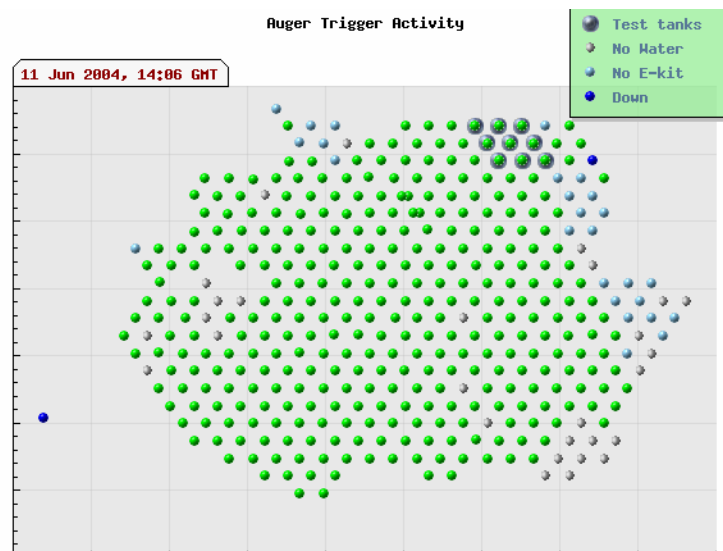 Auger Trigger Activity
Test tanks
No Water
No E-kit
Down
11 Jun 2004, 14:06 GMT